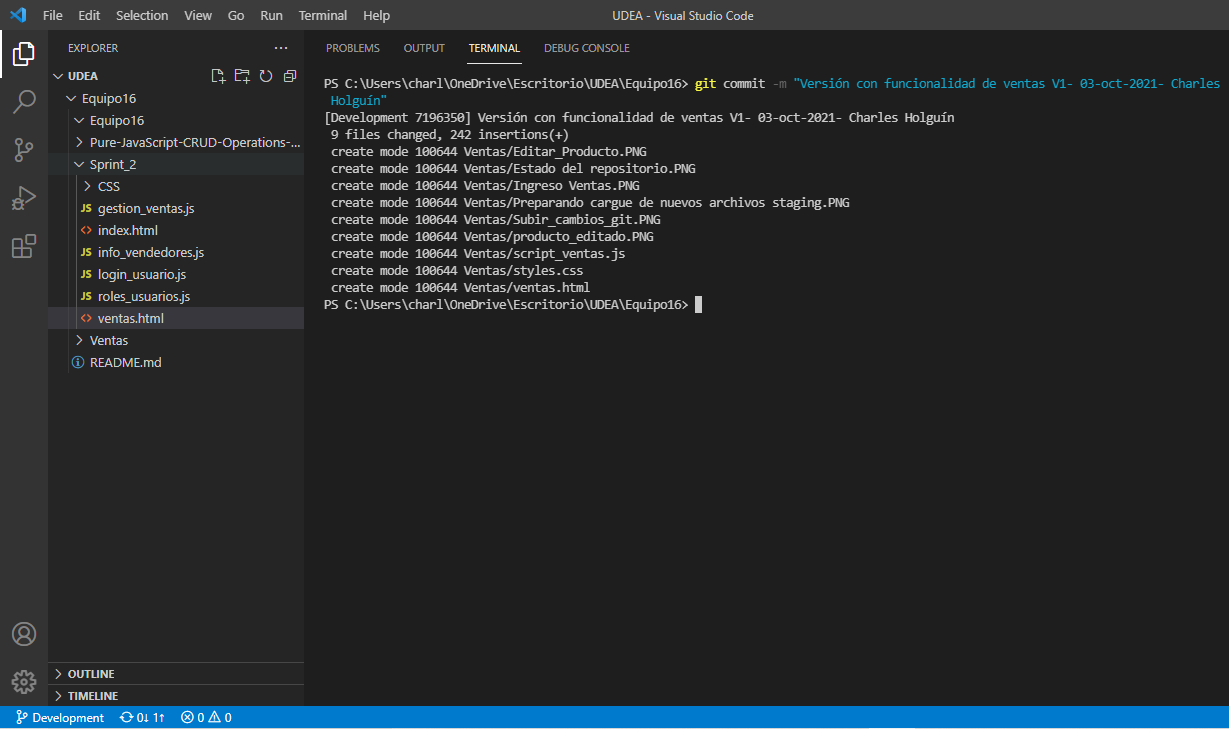 File Edit Selection View Go Run Terminal Help UDEA - Visual Studio Code
EXPLORER ...
UDEA
Equipo16
Equipo16
Pure-JavaScript-CRUD-Operations-...
Sprint_2
CSS
JS gestion_ventas.js
<> index.html
JS info_vendedores.js
JS login_usuario.js
JS roles_usuarios.js
<> ventas.html
Ventas
README.md
OUTLINE
TIMELINE
PROBLEMS OUTPUT TERMINAL DEBUG CONSOLE
PS C:\Users\charl\OneDrive\Escritorio\UDEA\Equipo16> git commit -m "Versión con funcionalidad de ventas V1- 03-oct-2021- Charles
Holguín"
[Development 7196350] Versión con funcionalidad de ventas V1- 03-oct-2021- Charles Holguín
9 files changed, 242 insertions(+)
create mode 100644 Ventas/Editar_Producto.PNG
create mode 100644 Ventas/Estado del repositorio.PNG
create mode 100644 Ventas/Ingreso Ventas.PNG
create mode 100644 Ventas/Preparando cargue de nuevos archivos staging.PNG
create mode 100644 Ventas/Subir_cambios_git.PNG
create mode 100644 Ventas/producto_editado.PNG
create mode 100644 Ventas/script_ventas.js
create mode 100644 Ventas/styles.css
create mode 100644 Ventas/ventas.html
PS C:\Users\charl\OneDrive\Escritorio\UDEA\Equipo16>
Development 0↓ 1↑ 0 0